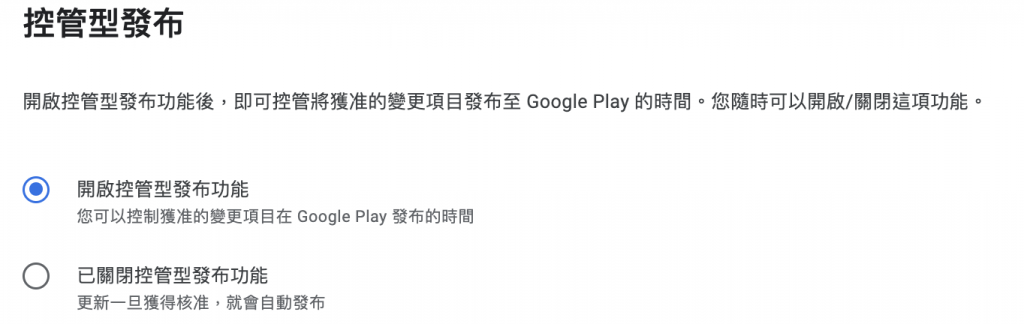 控管型發布
開啟控管型發布功能後，即可控管將獲准的變更項目發布至 Google Play 的時間。您隨時可以開啟/關閉這項功能。
開啟控管型發布功能
您可以控制獲准的變更項目在 Google Play 發布的時間
已關閉控管型發布功能
更新一旦獲得核准，就會自動發布